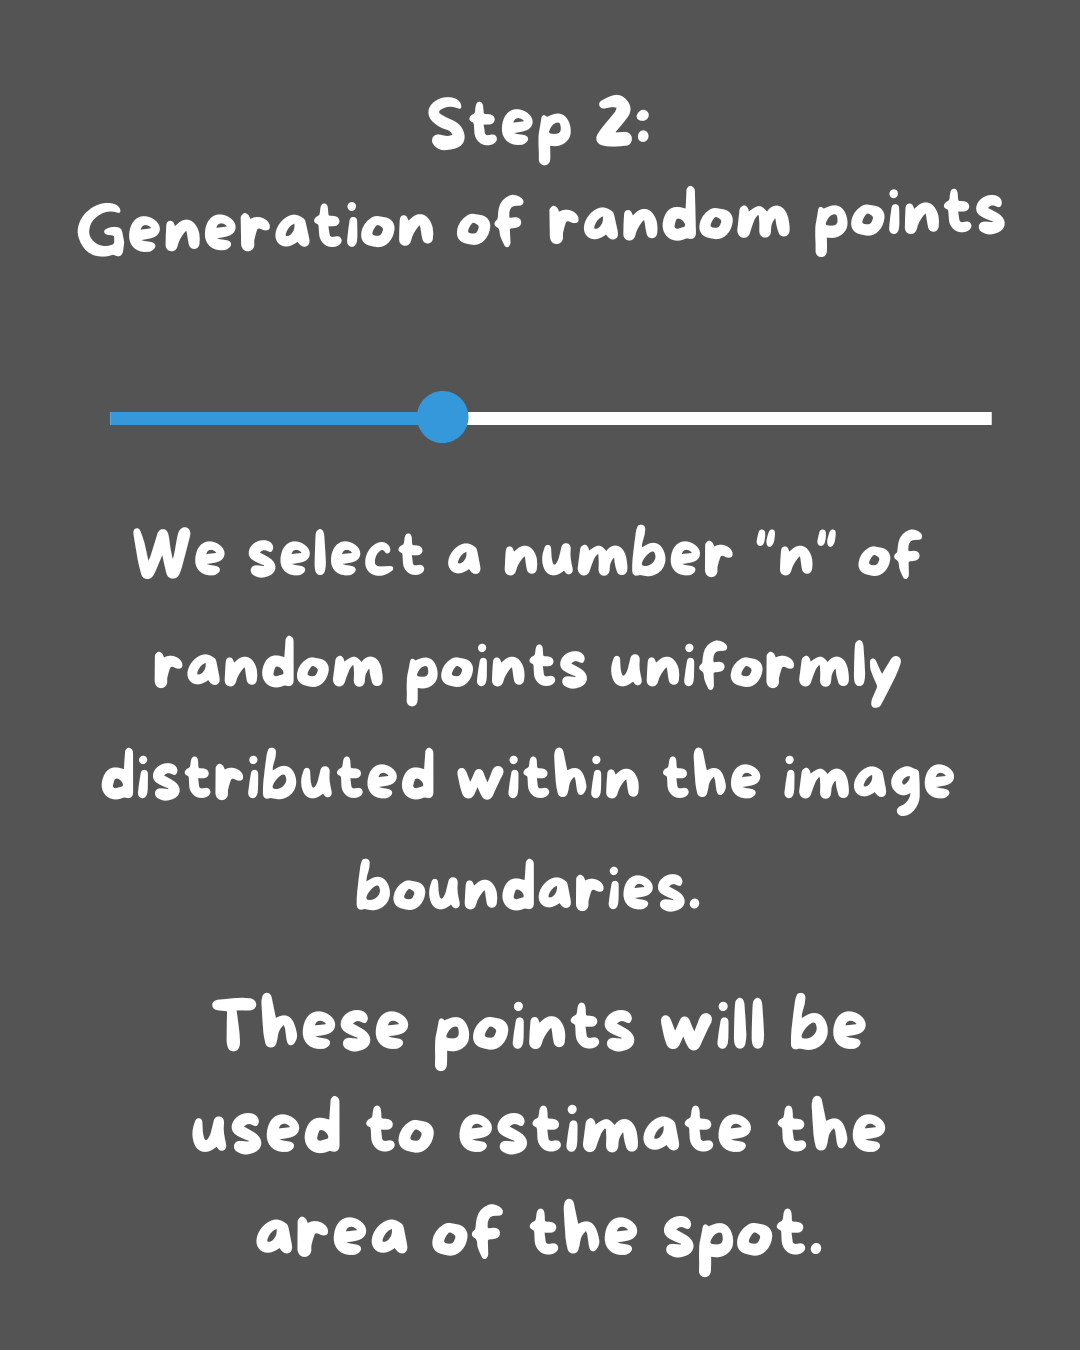 Step 2:
Generation of random points
We select a number "n" of
random points uniformly
distributed within the image
boundaries.
These points will be
used to estimate the
area of the spot.